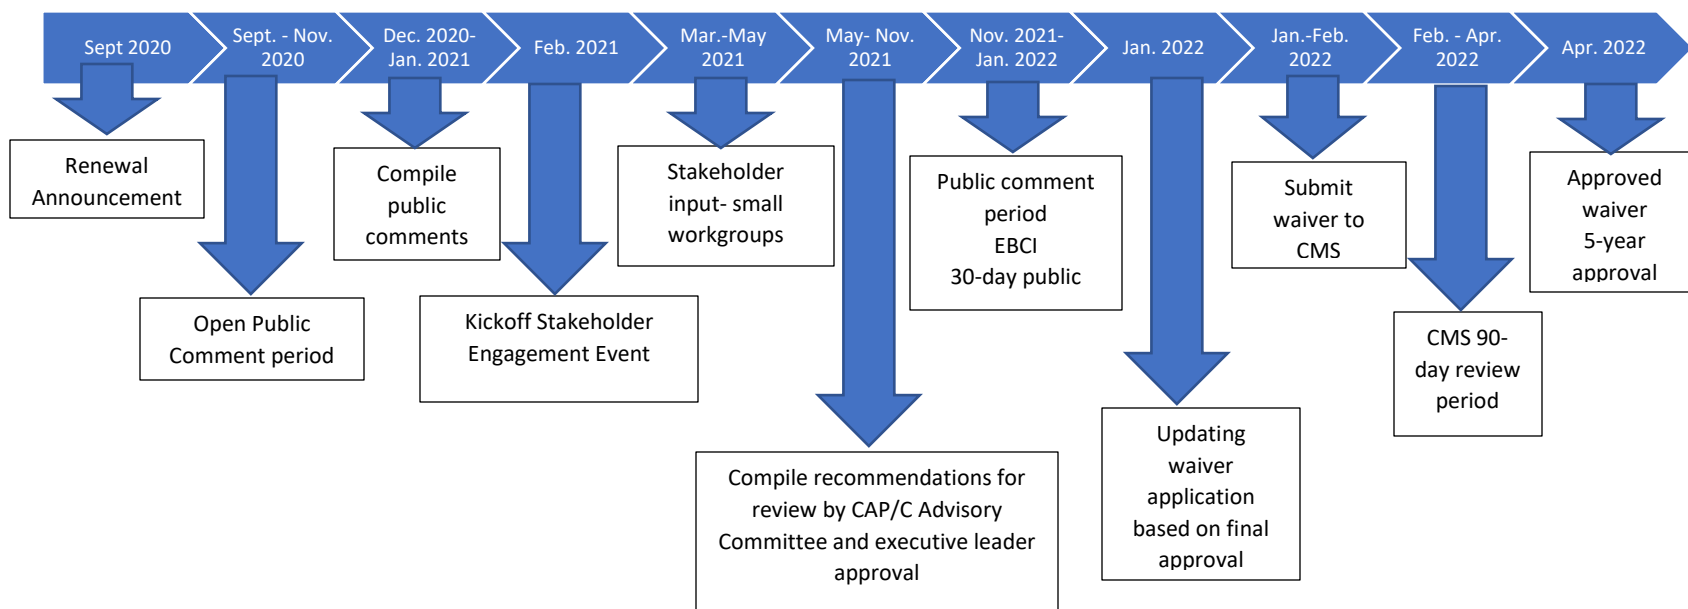 Sept 2020
Sept. - Nov.
2020
Dec. 2020-
Jan. 2021
Feb. 2021
Mar.-May
2021
May- Nov.
2021
Nov. 2021-
Jan. 2022
Jan. 2022
Jan.-Feb.
2022
Feb. - Apr.
2022
Apr. 2022
Renewal
Announcement
Open Public
Comment period
Compile
public
comments
Kickoff Stakeholder
Engagement Event
Stakeholder
input- small
workgroups
Compile recommendations for
review by CAP/C Advisory
Committee and executive leader
approval
Public comment
period
EBCI
30-day public
Updating
waiver
application
based on final
approval
Submit
waiver to
CMS
CMS 90-
day review
period
Approved
waiver
5-year
approval